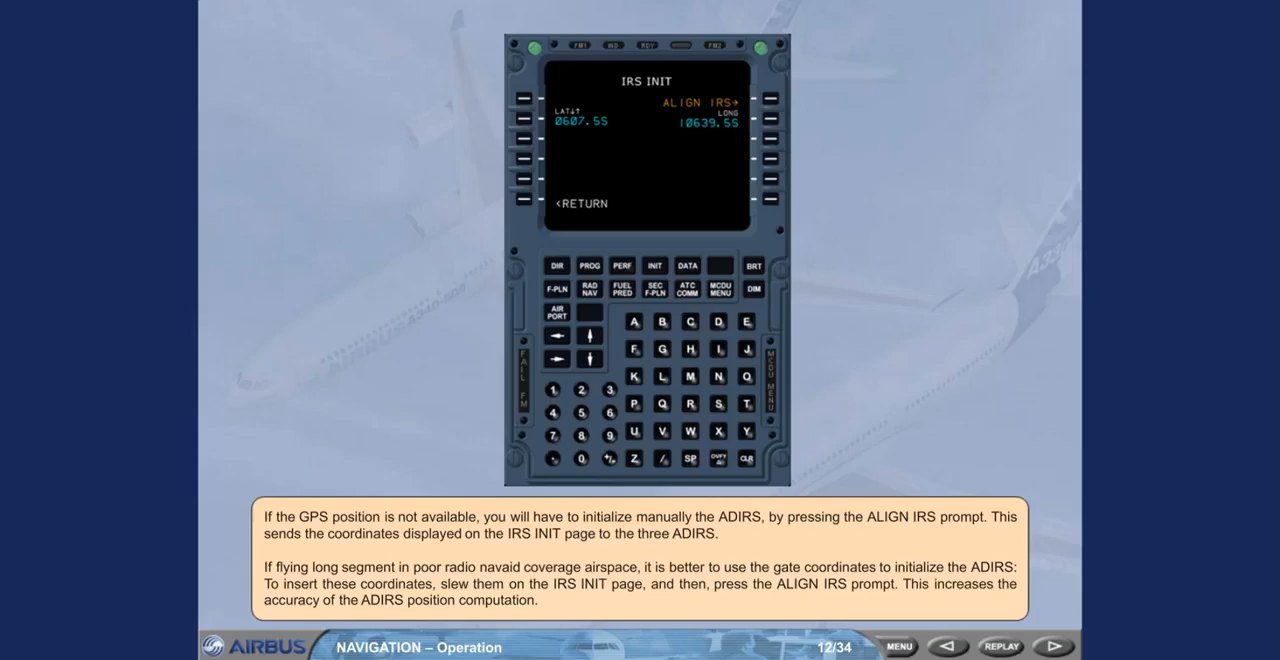 FM1 IND RDY FM2
IRS INIT
ALIGN IRS→
LAT↓↑ LONG
0607.5S 10639.5S
<RETURN
DIR PROG PERF INIT DATA BRT
F-PLN RAD NAV FUEL PRED SEC F-PLN ATC COMM MCDU MENU DIM
AIR PORT
A B C D E
F G H I J
K L M N O
P Q R S T
U V W X Y
Z / SP OVFY Δ CLR
1 2 3
4 5 6
7 8 9
. 0 +/-
FAIL FM
MCDU MENU
AIRBUS A340-600
A330
If the GPS position is not available, you will have to initialize manually the ADIRS, by pressing the ALIGN IRS prompt. This
sends the coordinates displayed on the IRS INIT page to the three ADIRS.
If flying long segment in poor radio navaid coverage airspace, it is better to use the gate coordinates to initialize the ADIRS:
To insert these coordinates, slew them on the IRS INIT page, and then, press the ALIGN IRS prompt. This increases the
accuracy of the ADIRS position computation.
AIRBUS NAVIGATION – Operation 12/34 MENU REPLAY